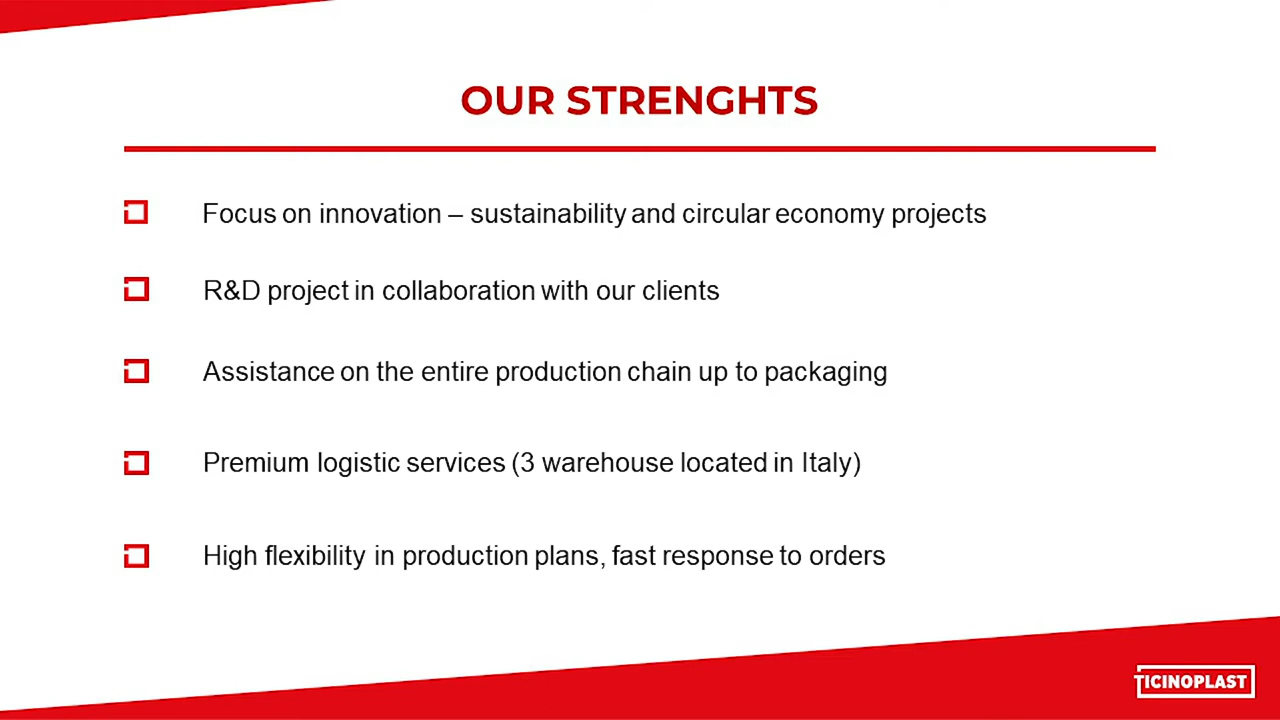 OUR STRENGHTS
Focus on innovation – sustainability and circular economy projects
R&D project in collaboration with our clients
Assistance on the entire production chain up to packaging
Premium logistic services (3 warehouse located in Italy)
High flexibility in production plans, fast response to orders
TICINOPLAST